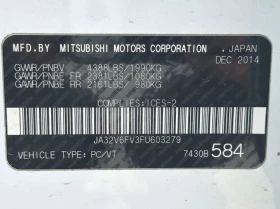 MFD.BY MITSUBISHI MOTORS CORPORATION , JAPAN
DEC 2014
GVWR/PNBV 4388LBS/1990KG
GAWR/PNBE FR 2381LBS/1080KG
GAWR/PNBE RR 2161LBS/980KG
COMPLIES:ICES-2
JA32V6FV3FU603279
VEHICLE TYPE: PC/VT 7430B 584